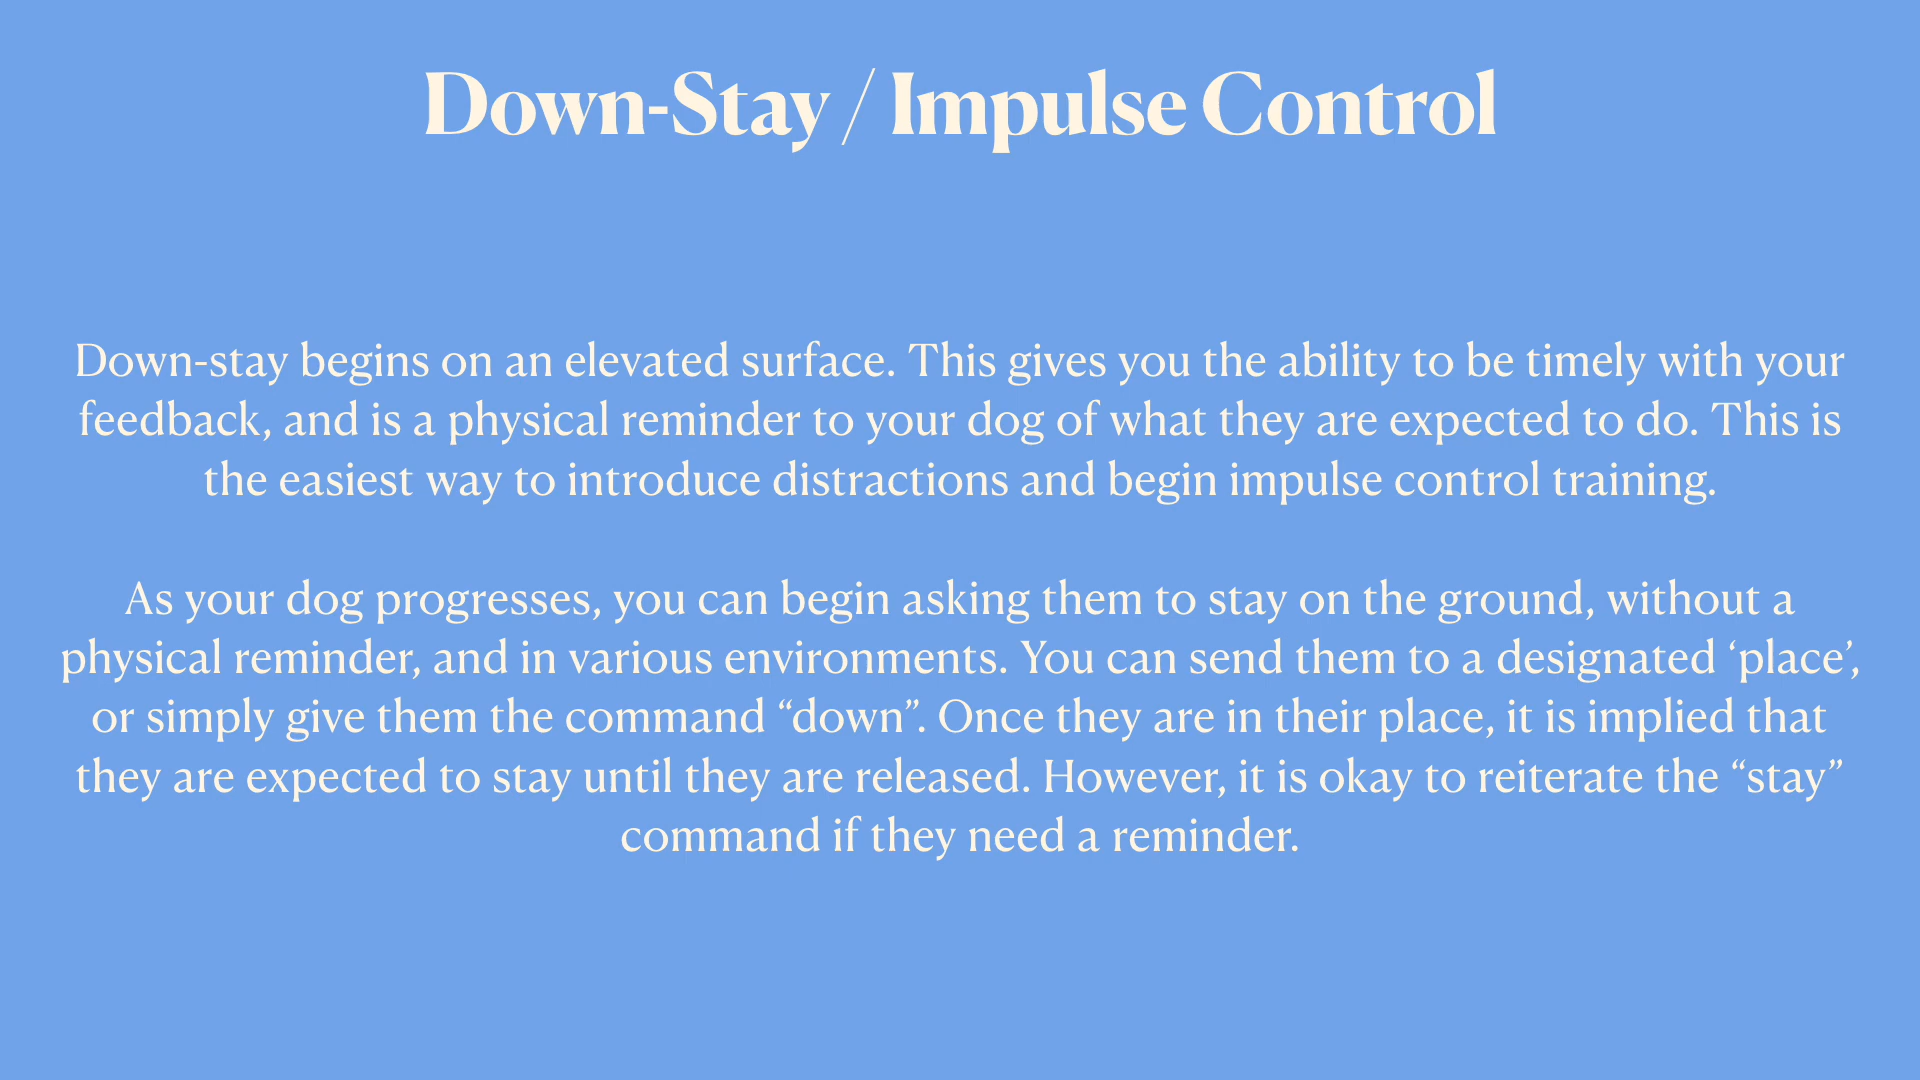 Down-Stay / Impulse Control
Down-stay begins on an elevated surface. This gives you the ability to be timely with your
feedback, and is a physical reminder to your dog of what they are expected to do. This is
the easiest way to introduce distractions and begin impulse control training.
As your dog progresses, you can begin asking them to stay on the ground, without a
physical reminder, and in various environments. You can send them to a designated ‘place’,
or simply give them the command “down”. Once they are in their place, it is implied that
they are expected to stay until they are released. However, it is okay to reiterate the “stay”
command if they need a reminder.